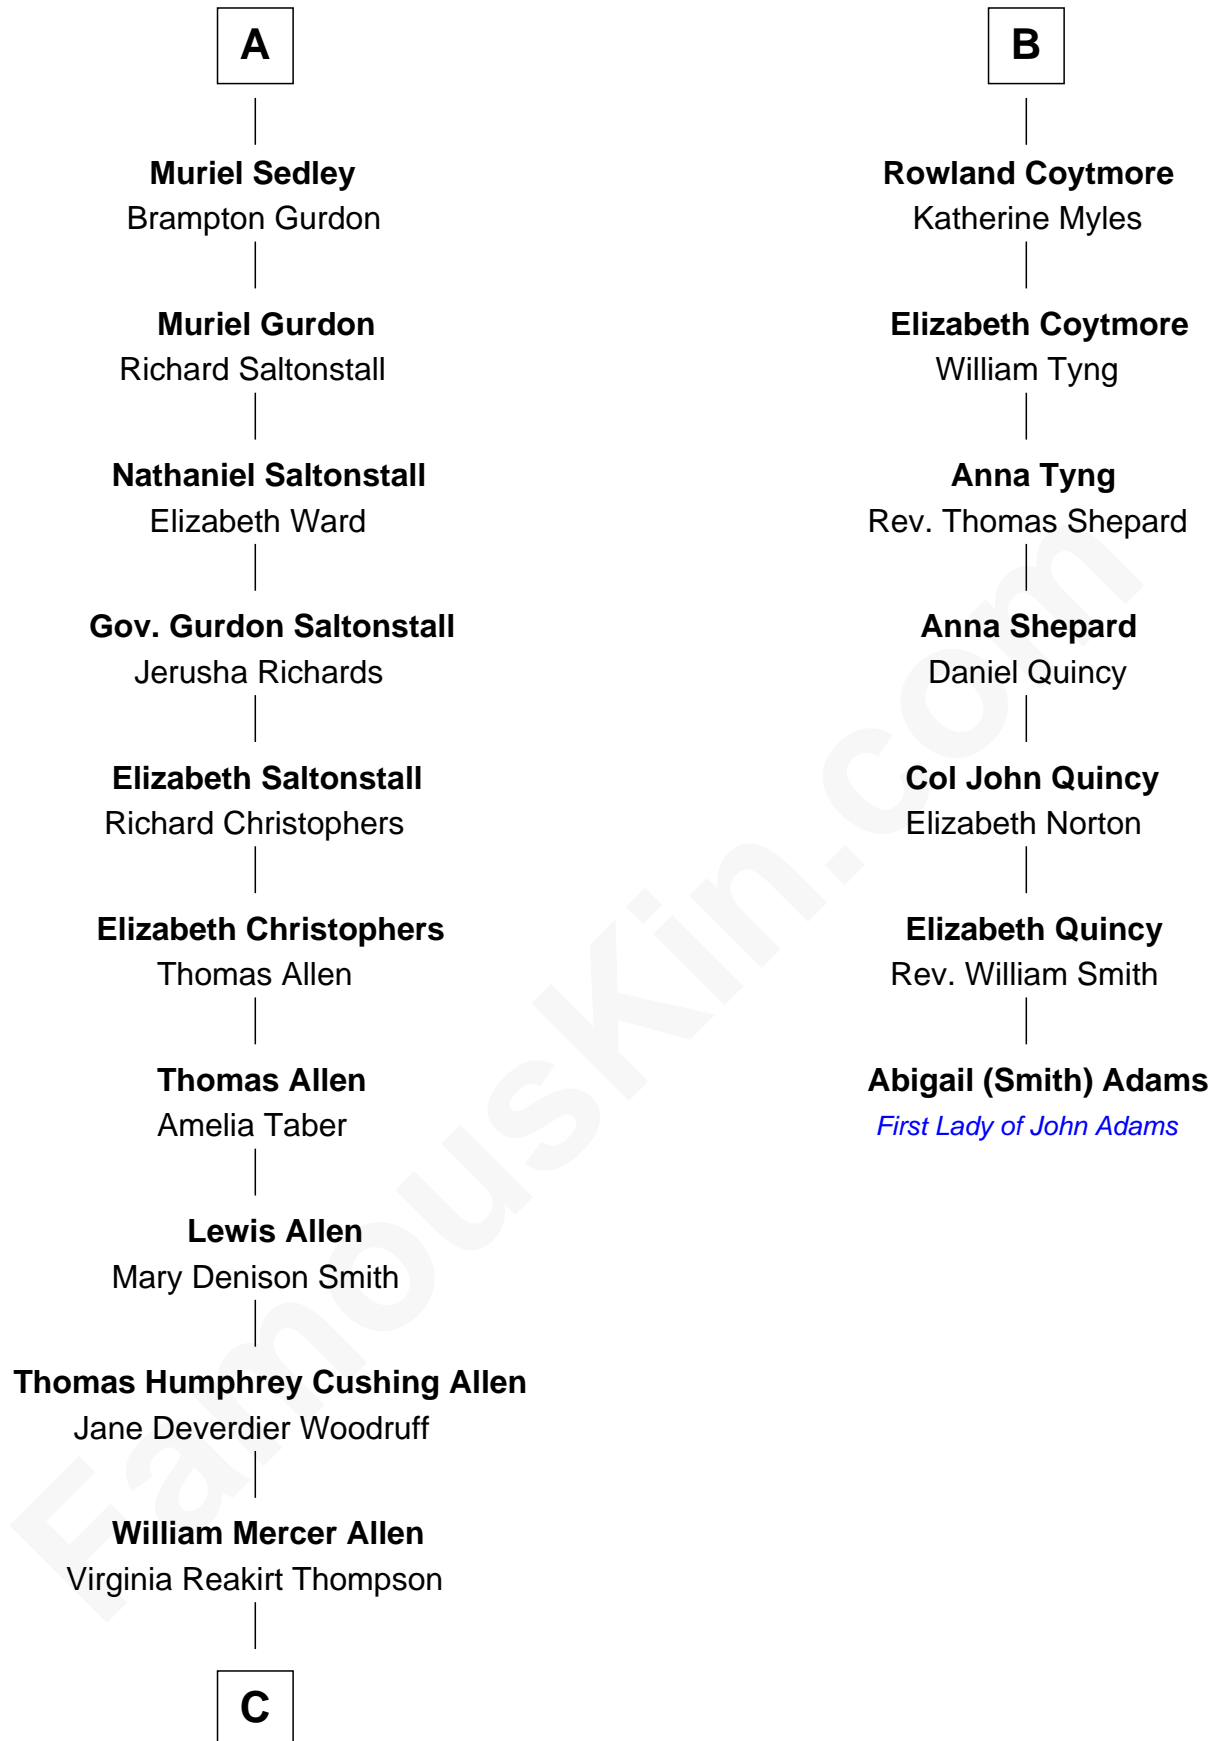 A
Muriel Sedley
Brampton Gurdon
Muriel Gurdon
Richard Saltonstall
Nathaniel Saltonstall
Elizabeth Ward
Gov. Gurdon Saltonstall
Jerusha Richards
Elizabeth Saltonstall
Richard Christophers
Elizabeth Christophers
Thomas Allen
Thomas Allen
Amelia Taber
Lewis Allen
Mary Denison Smith
Thomas Humphrey Cushing Allen
Jane Deverdier Woodruff
William Mercer Allen
Virginia Reakirt Thompson
C
B
Rowland Coytmore
Katherine Myles
Elizabeth Coytmore
William Tyng
Anna Tyng
Rev. Thomas Shepard
Anna Shepard
Daniel Quincy
Col John Quincy
Elizabeth Norton
Elizabeth Quincy
Rev. William Smith
Abigail (Smith) Adams
First Lady of John Adams
FamousKin.com